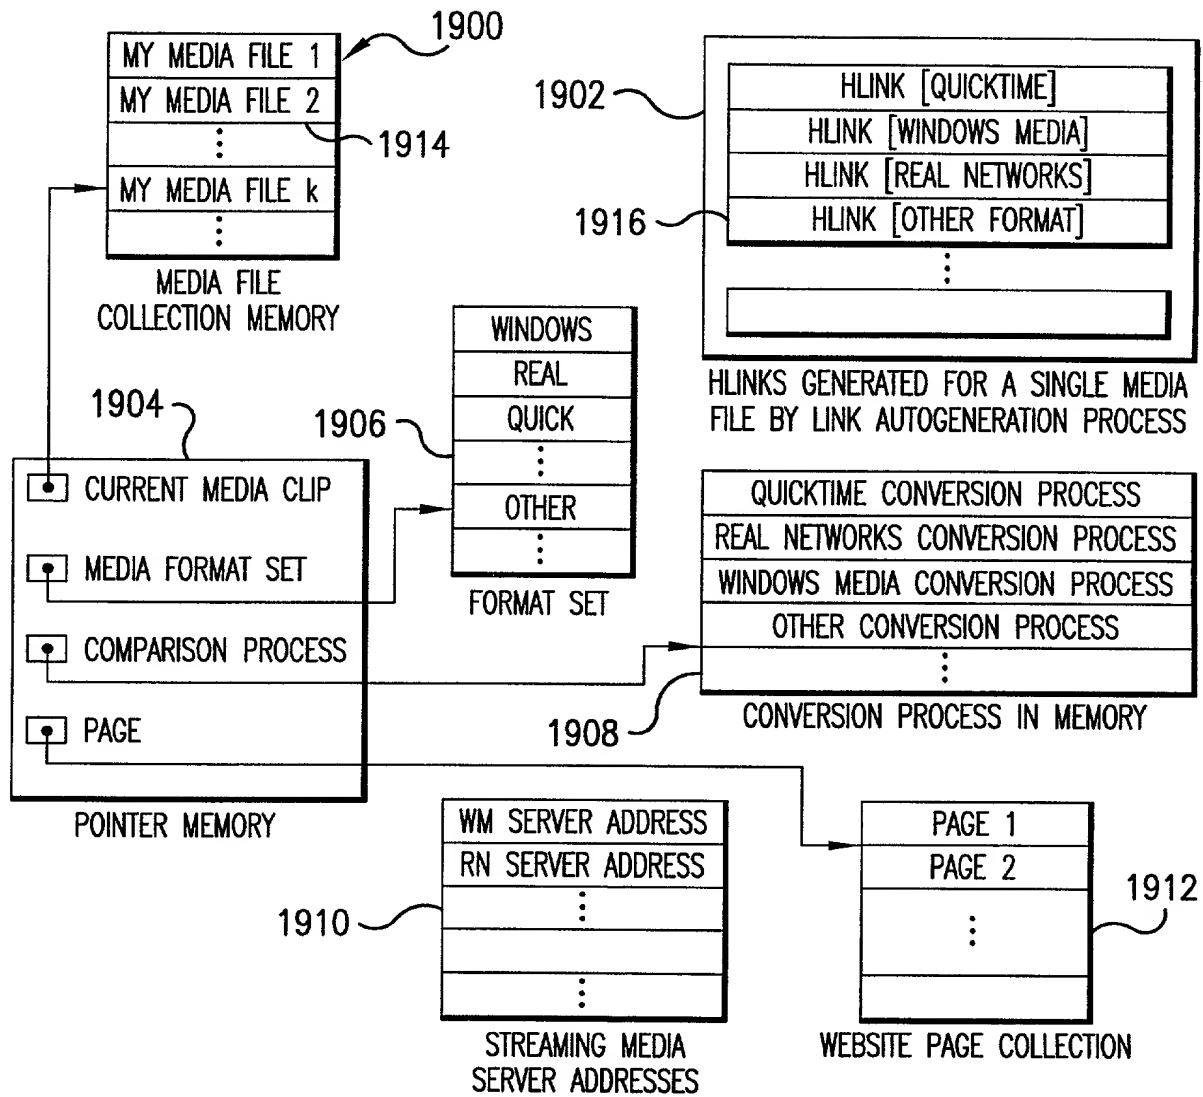 1900
MY MEDIA FILE 1
MY MEDIA FILE 2
1914
MY MEDIA FILE k
MEDIA FILE
COLLECTION MEMORY
1902
HLINK [QUICKTIME]
HLINK [WINDOWS MEDIA]
HLINK [REAL NETWORKS]
1916
HLINK [OTHER FORMAT]
HLINKS GENERATED FOR A SINGLE MEDIA
FILE BY LINK AUTOGENERATION PROCESS
1906
WINDOWS
REAL
QUICK
OTHER
FORMAT SET
1904
CURRENT MEDIA CLIP
MEDIA FORMAT SET
COMPARISON PROCESS
PAGE
POINTER MEMORY
QUICKTIME CONVERSION PROCESS
REAL NETWORKS CONVERSION PROCESS
WINDOWS MEDIA CONVERSION PROCESS
OTHER CONVERSION PROCESS
1908
CONVERSION PROCESS IN MEMORY
WM SERVER ADDRESS
RN SERVER ADDRESS
1910
STREAMING MEDIA
SERVER ADDRESSES
PAGE 1
PAGE 2
1912
WEBSITE PAGE COLLECTION